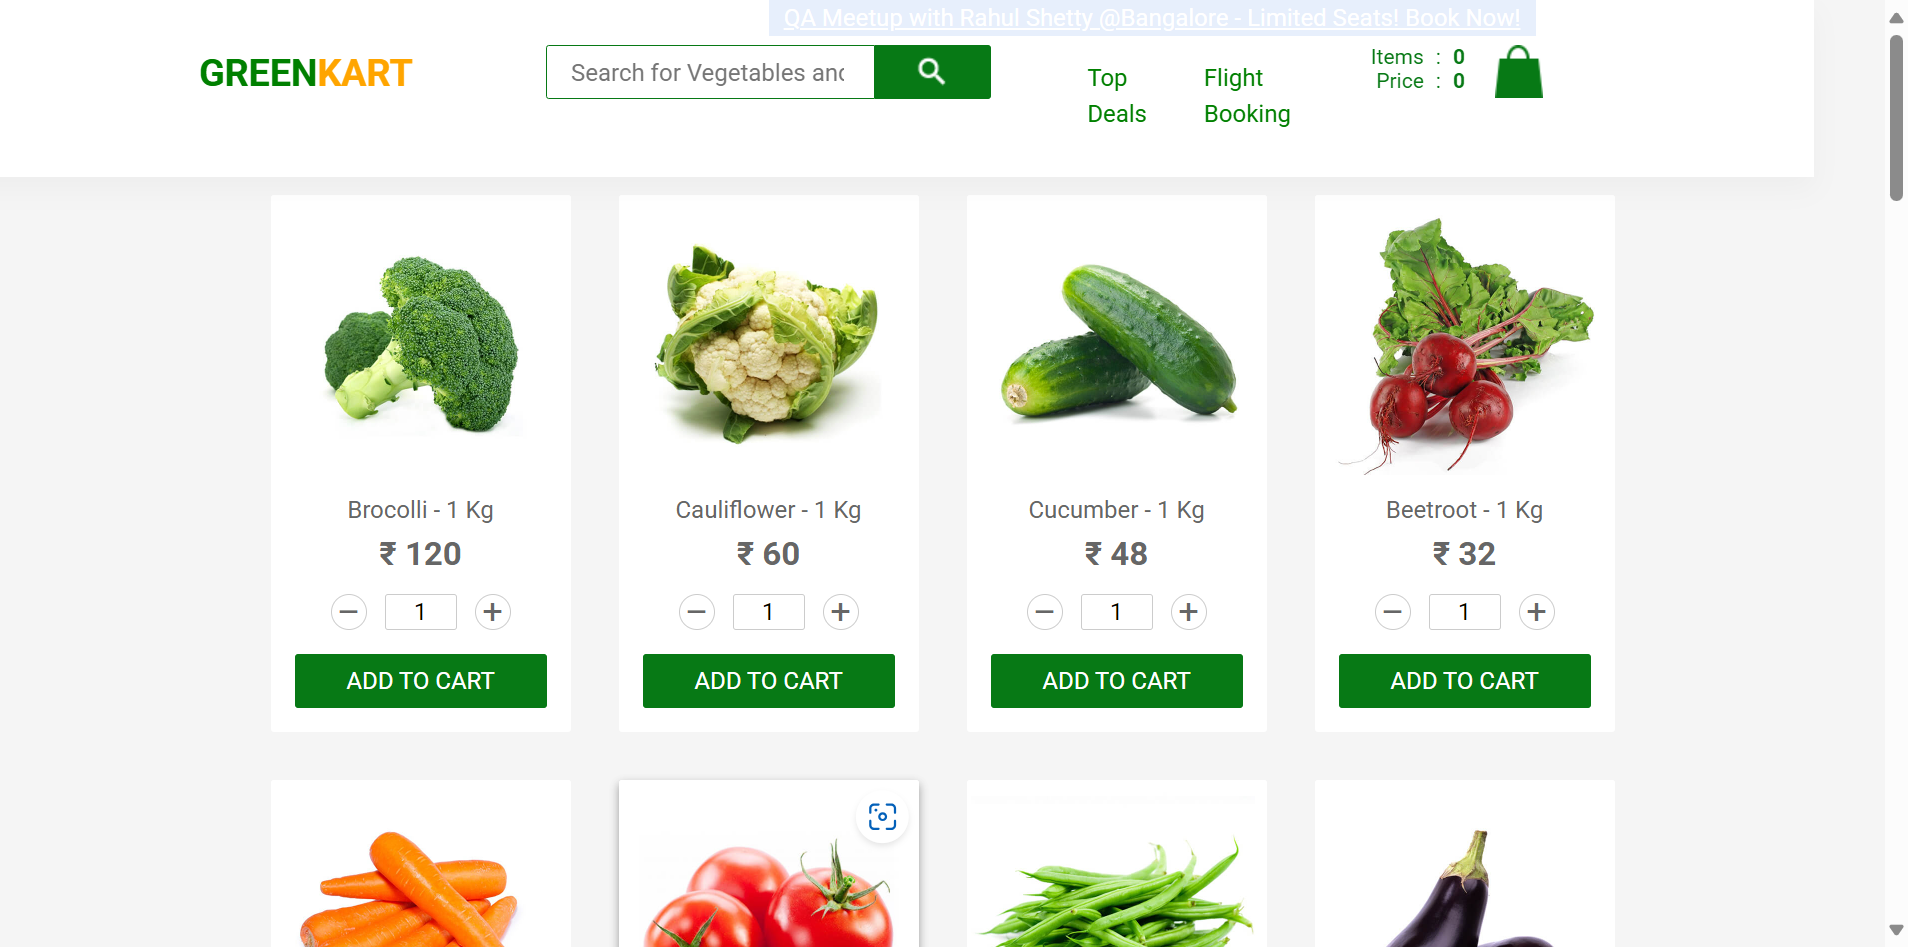 QA Meetup with Rahul Shetty @Bangalore - Limited Seats! Book Now!
GREENKART
Search for Vegetables and
Top
Deals
Flight
Booking
Items : 0
Price : 0
Brocolli - 1 Kg
₹ 120
1
ADD TO CART
Cauliflower - 1 Kg
₹ 60
1
ADD TO CART
Cucumber - 1 Kg
₹ 48
1
ADD TO CART
Beetroot - 1 Kg
₹ 32
1
ADD TO CART